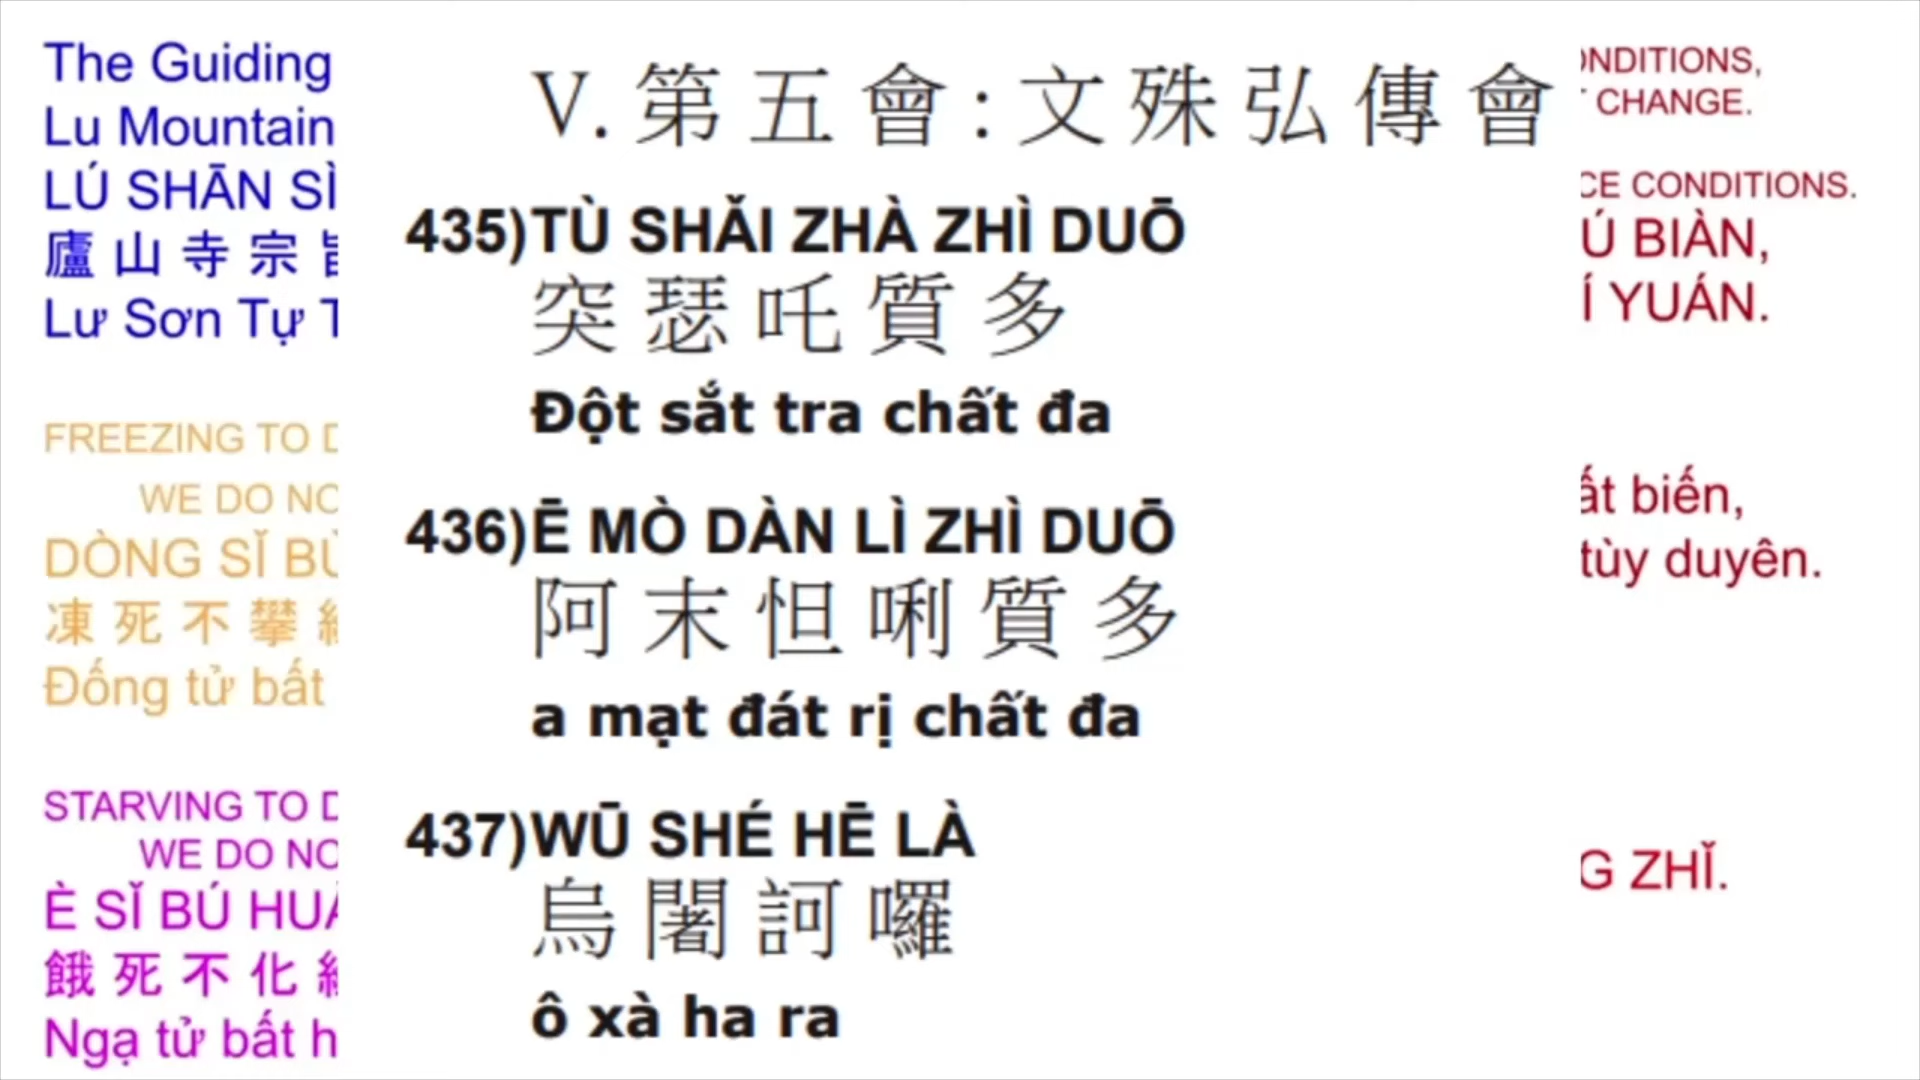 The Guiding
Lu Mountain
LÚ SHĀN SÌ
廬 山 寺 宗
Lư Sơn Tự T
FREEZING TO D
WE DO NO
DÒNG SǏ BÙ
凍 死 不 攀
Đống tử bất
STARVING TO D
WE DO NO
È SǏ BÚ HUÀ
餓 死 不 化
Ngạ tử bất h
V. 第 五 會 : 文 殊 弘 傳 會
435) TÙ SHǍI ZHÀ ZHÌ DUŌ
突 瑟 吒 質 多
Đột sắt tra chất đa
436) Ē MÒ DÀN LÌ ZHÌ DUŌ
阿 末 怛 唎 質 多
a mạt đát rị chất đa
437) WŪ SHÉ HĒ LÀ
烏 闍 訶 囉
ô xà ha ra
ONDITIONS,
CHANGE.
CE CONDITIONS.
Ú BIÀN,
Í YUÁN.
ất biến,
tùy duyên.
G ZHǏ.